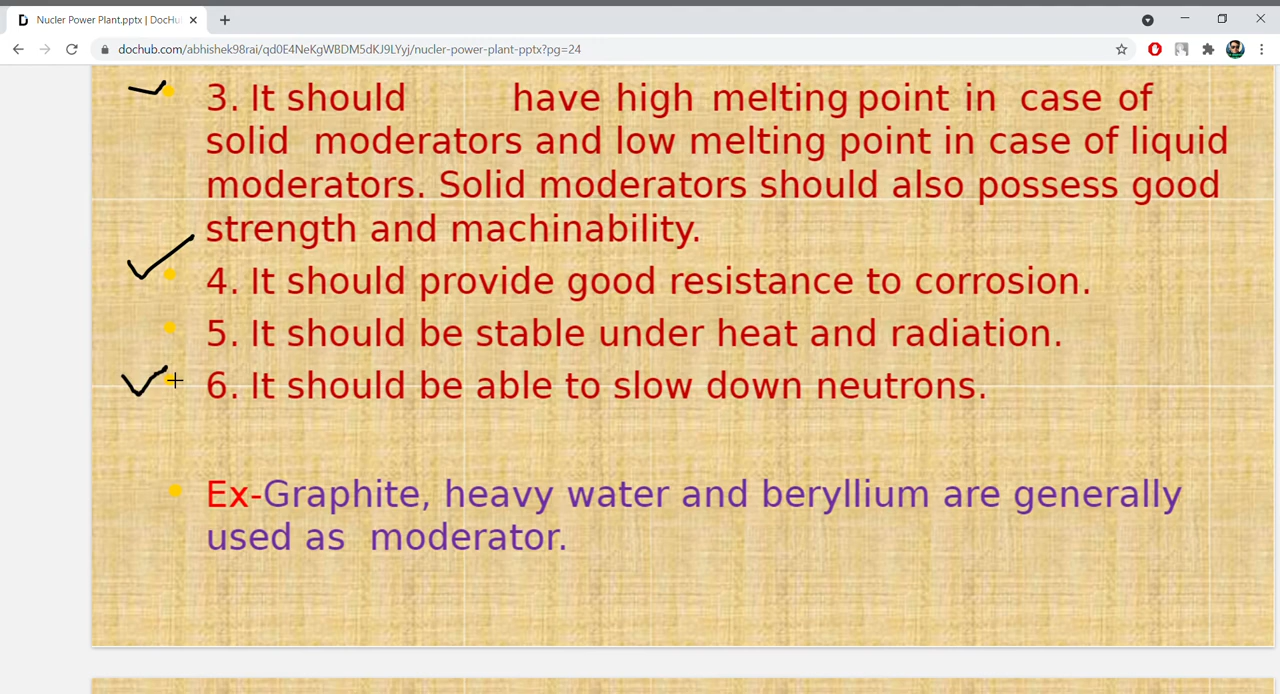 Nucler Power Plant.pptx | DocHu
dochub.com/abhishek98rai/qd0E4NeKgWBDM5dKJ9LYyj/nucler-power-plant-pptx?pg=24
3. It should have high melting point in case of
solid moderators and low melting point in case of liquid
moderators. Solid moderators should also possess good
strength and machinability.
4. It should provide good resistance to corrosion.
5. It should be stable under heat and radiation.
6. It should be able to slow down neutrons.
Ex-Graphite, heavy water and beryllium are generally
used as moderator.